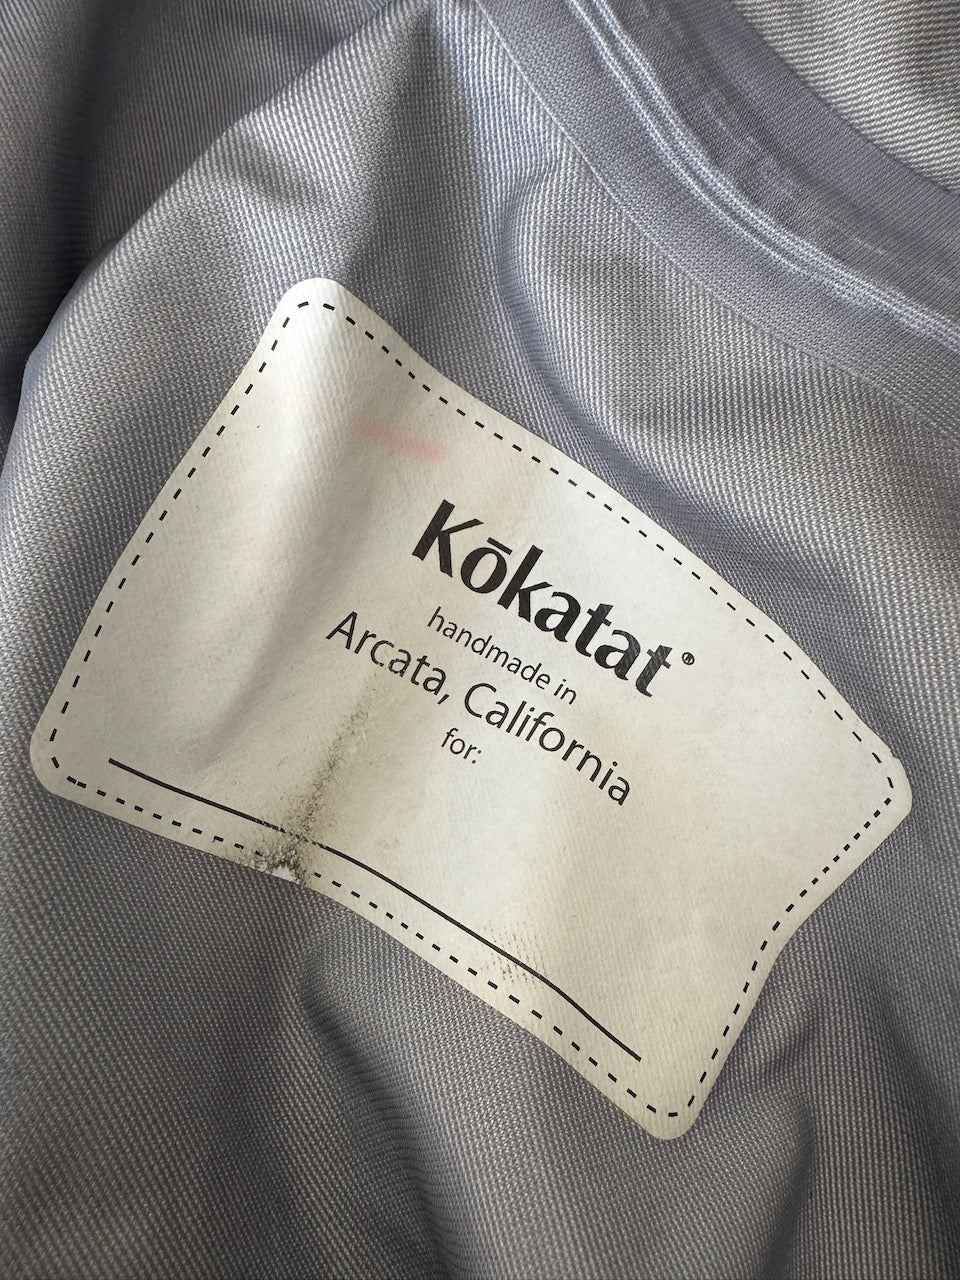 Kōkatat®
handmade in
Arcata, California
for: